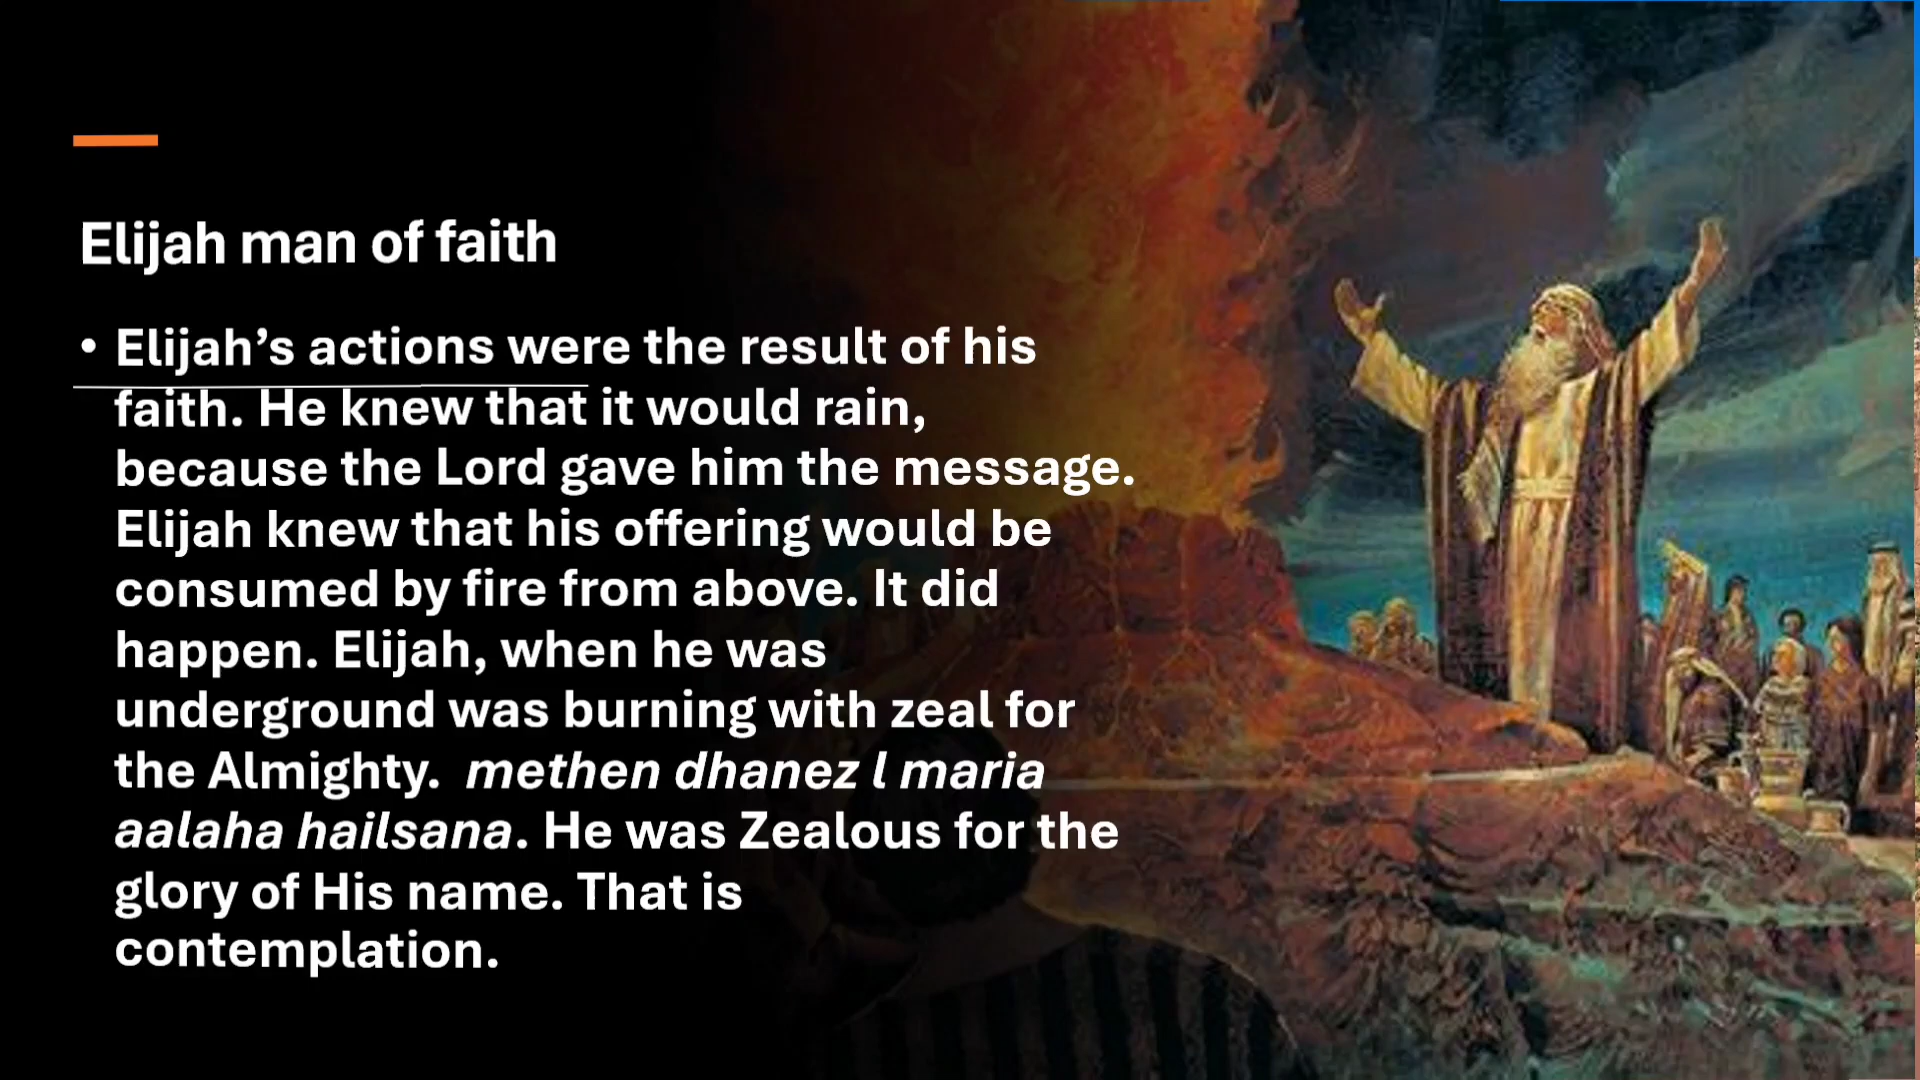 Elijah man of faith
• Elijah’s actions were the result of his
faith. He knew that it would rain,
because the Lord gave him the message.
Elijah knew that his offering would be
consumed by fire from above. It did
happen. Elijah, when he was
underground was burning with zeal for
the Almighty. methen dhanez l maria
aalaha hailsana. He was Zealous for the
glory of His name. That is
contemplation.